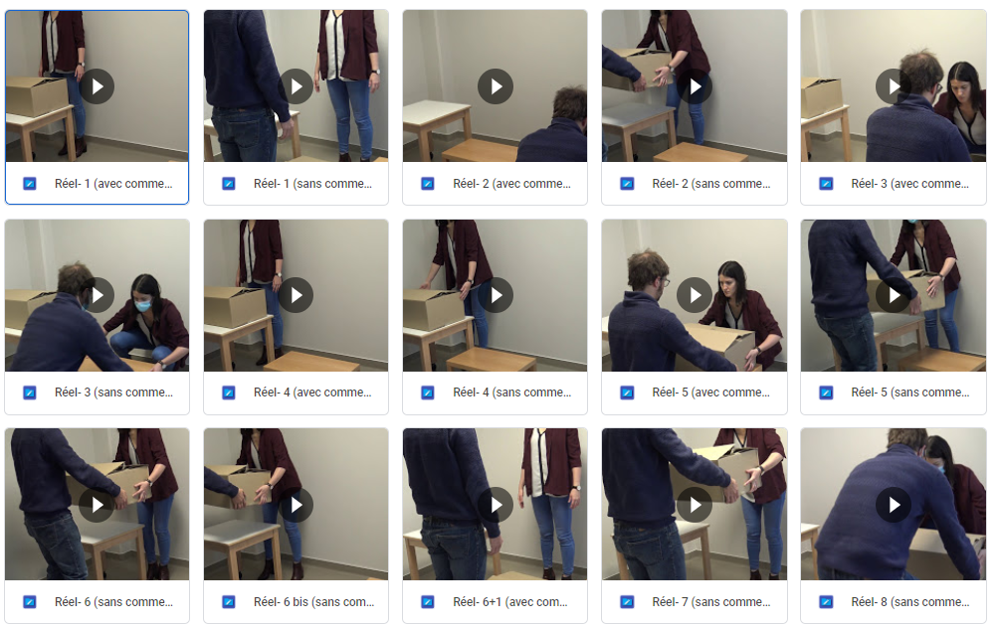 Réel- 1 (avec comme...
Réel- 1 (sans comme...
Réel- 2 (avec comme...
Réel- 2 (sans comme...
Réel- 3 (avec comme...
Réel- 3 (sans comme...
Réel- 4 (avec comme...
Réel- 4 (sans comme...
Réel- 5 (avec comme...
Réel- 5 (sans comme...
Réel- 6 (sans comme...
Réel- 6 bis (sans com...
Réel- 6+1 (avec com...
Réel- 7 (sans comme...
Réel- 8 (sans comme...